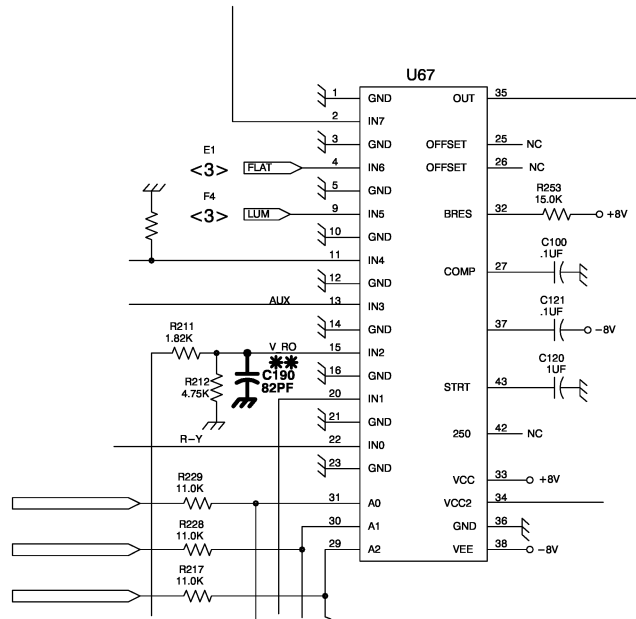 U67
1 GND OUT 35
2 IN7
3 GND OFFSET 25 NC
E1
<3> FLAT 4 IN6 OFFSET 26 NC
5 GND
R253
15.0K
F4
<3> LUM 9 IN5 BRES 32 +8V
10 GND
C100
.1UF
11 IN4
COMP 27
12 GND
C121
.1UF
AUX 13 IN3
R211
1.82K
14 GND 37 -8V
V_RO 15 IN2
C120
1UF
** C190
82PF
16 GND
R212
4.75K
STRT 43
20 IN1
21 GND
250 42 NC
R-Y 22 IN0
23 GND
VCC 33 +8V
R229
11.0K
31 A0 VCC2 34
R228
11.0K
30 A1 GND 36
R217
11.0K
29 A2 VEE 38 -8V